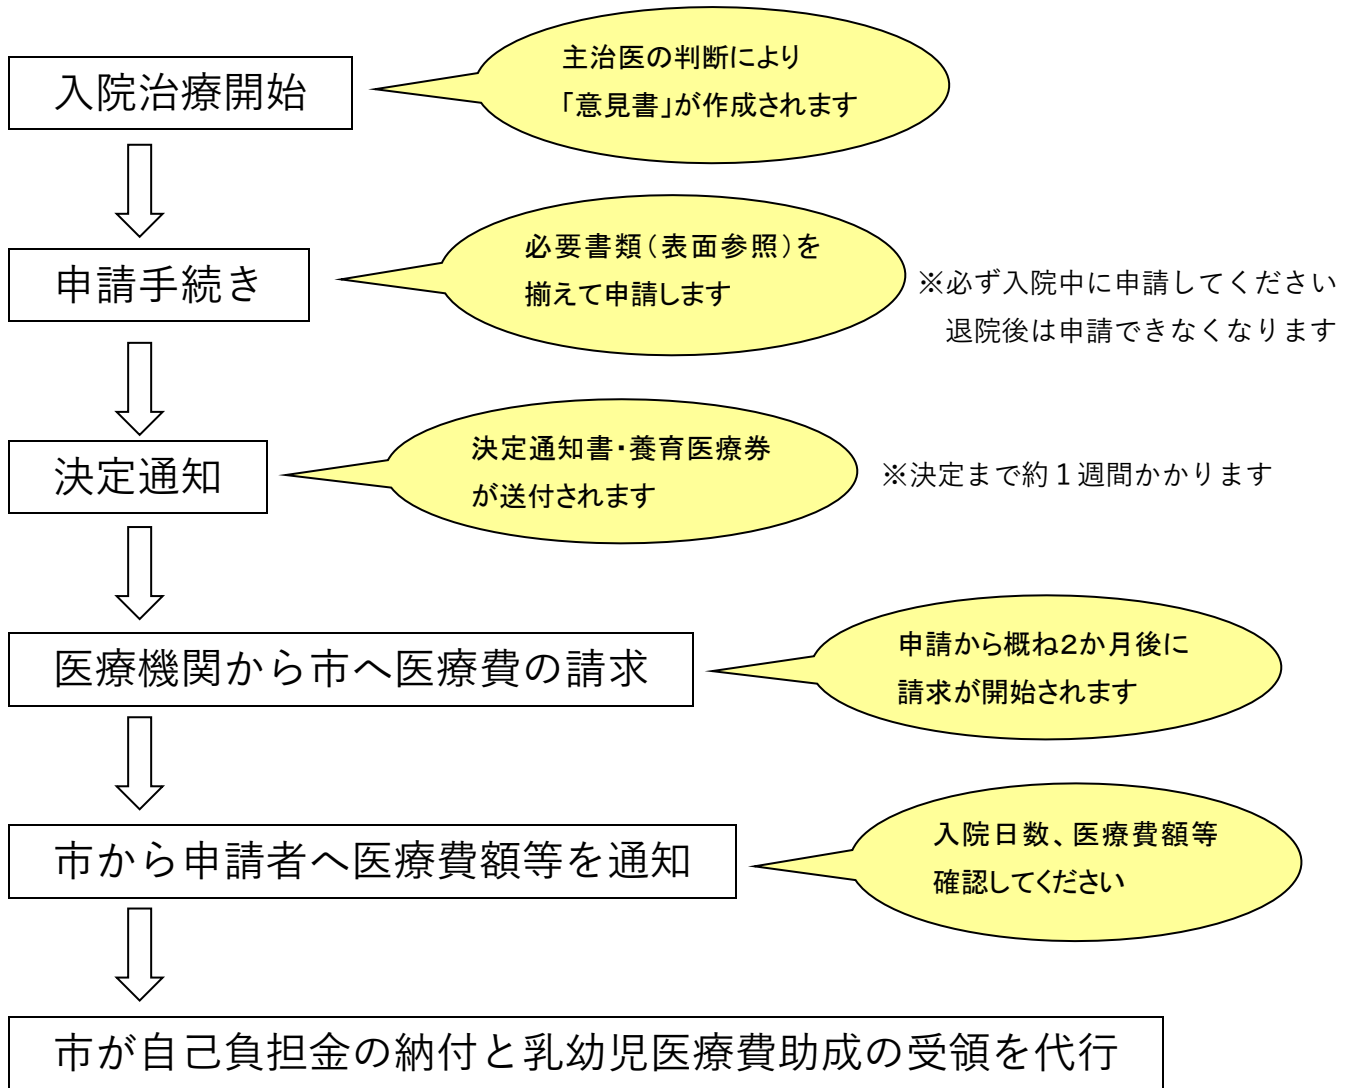 主治医の判断により
「意見書」が作成されます
入院治療開始
必要書類（表面参照）を
揃えて申請します
申請手続き
※必ず入院中に申請してください
退院後は申請できなくなります
決定通知書・養育医療券
が送付されます
決定通知
※決定まで約１週間かかります
申請から概ね２か月後に
請求が開始されます
医療機関から市へ医療費の請求
入院日数、医療費額等
確認してください
市から申請者へ医療費額等を通知
市が自己負担金の納付と乳幼児医療費助成の受領を代行